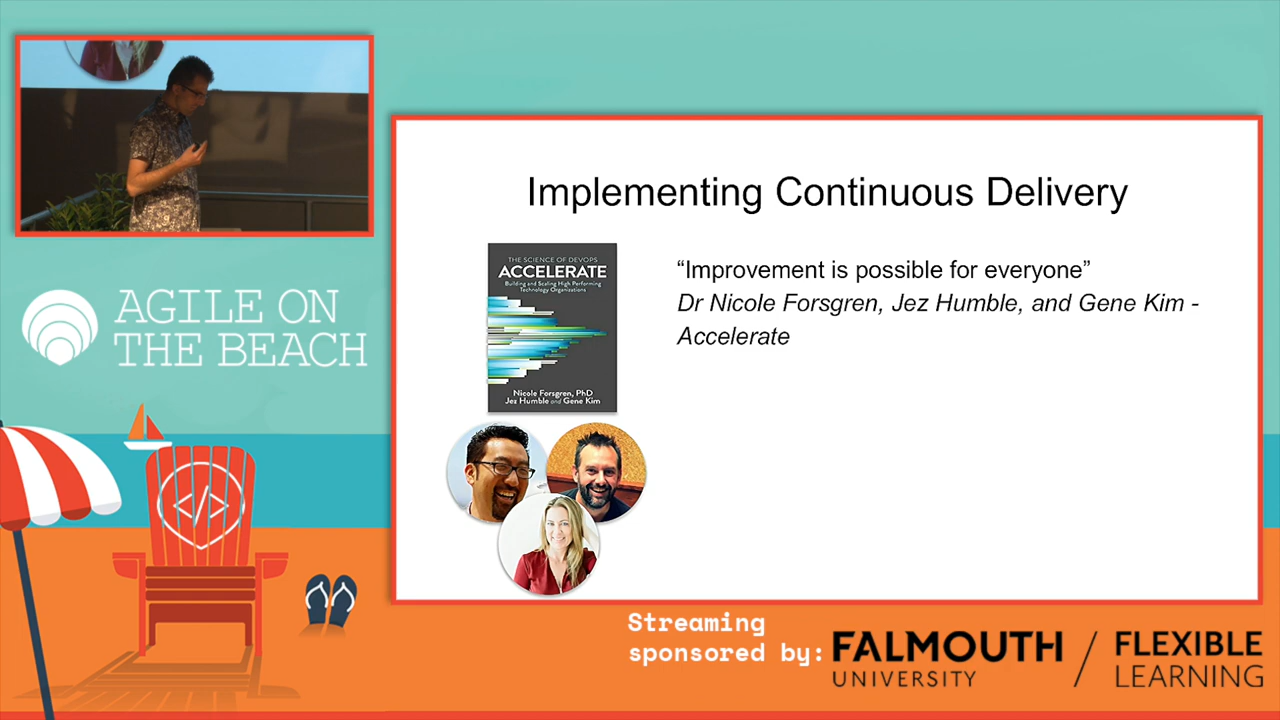 AGILE ON
THE BEACH
</>
Implementing Continuous Delivery
THE SCIENCE OF DEVOPS
ACCELERATE
Building and Scaling High Performing
Technology Organizations
Nicole Forsgren, PhD
Jez Humble and Gene Kim
“Improvement is possible for everyone”
Dr Nicole Forsgren, Jez Humble, and Gene Kim -
Accelerate
Streaming
sponsored by:
FALMOUTH
UNIVERSITY
/
FLEXIBLE
LEARNING